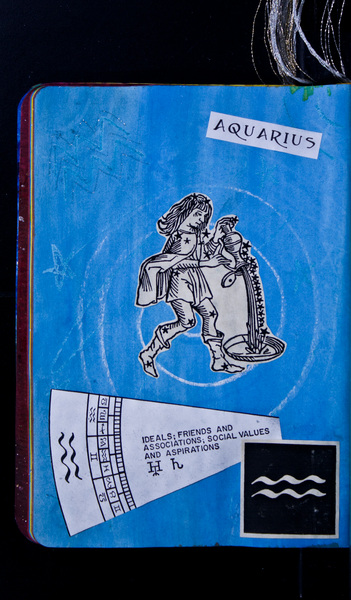 AQUARIUS
IDEALS; FRIENDS AND
ASSOCIATIONS; SOCIAL VALUES
AND ASPIRATIONS
♅ ♄